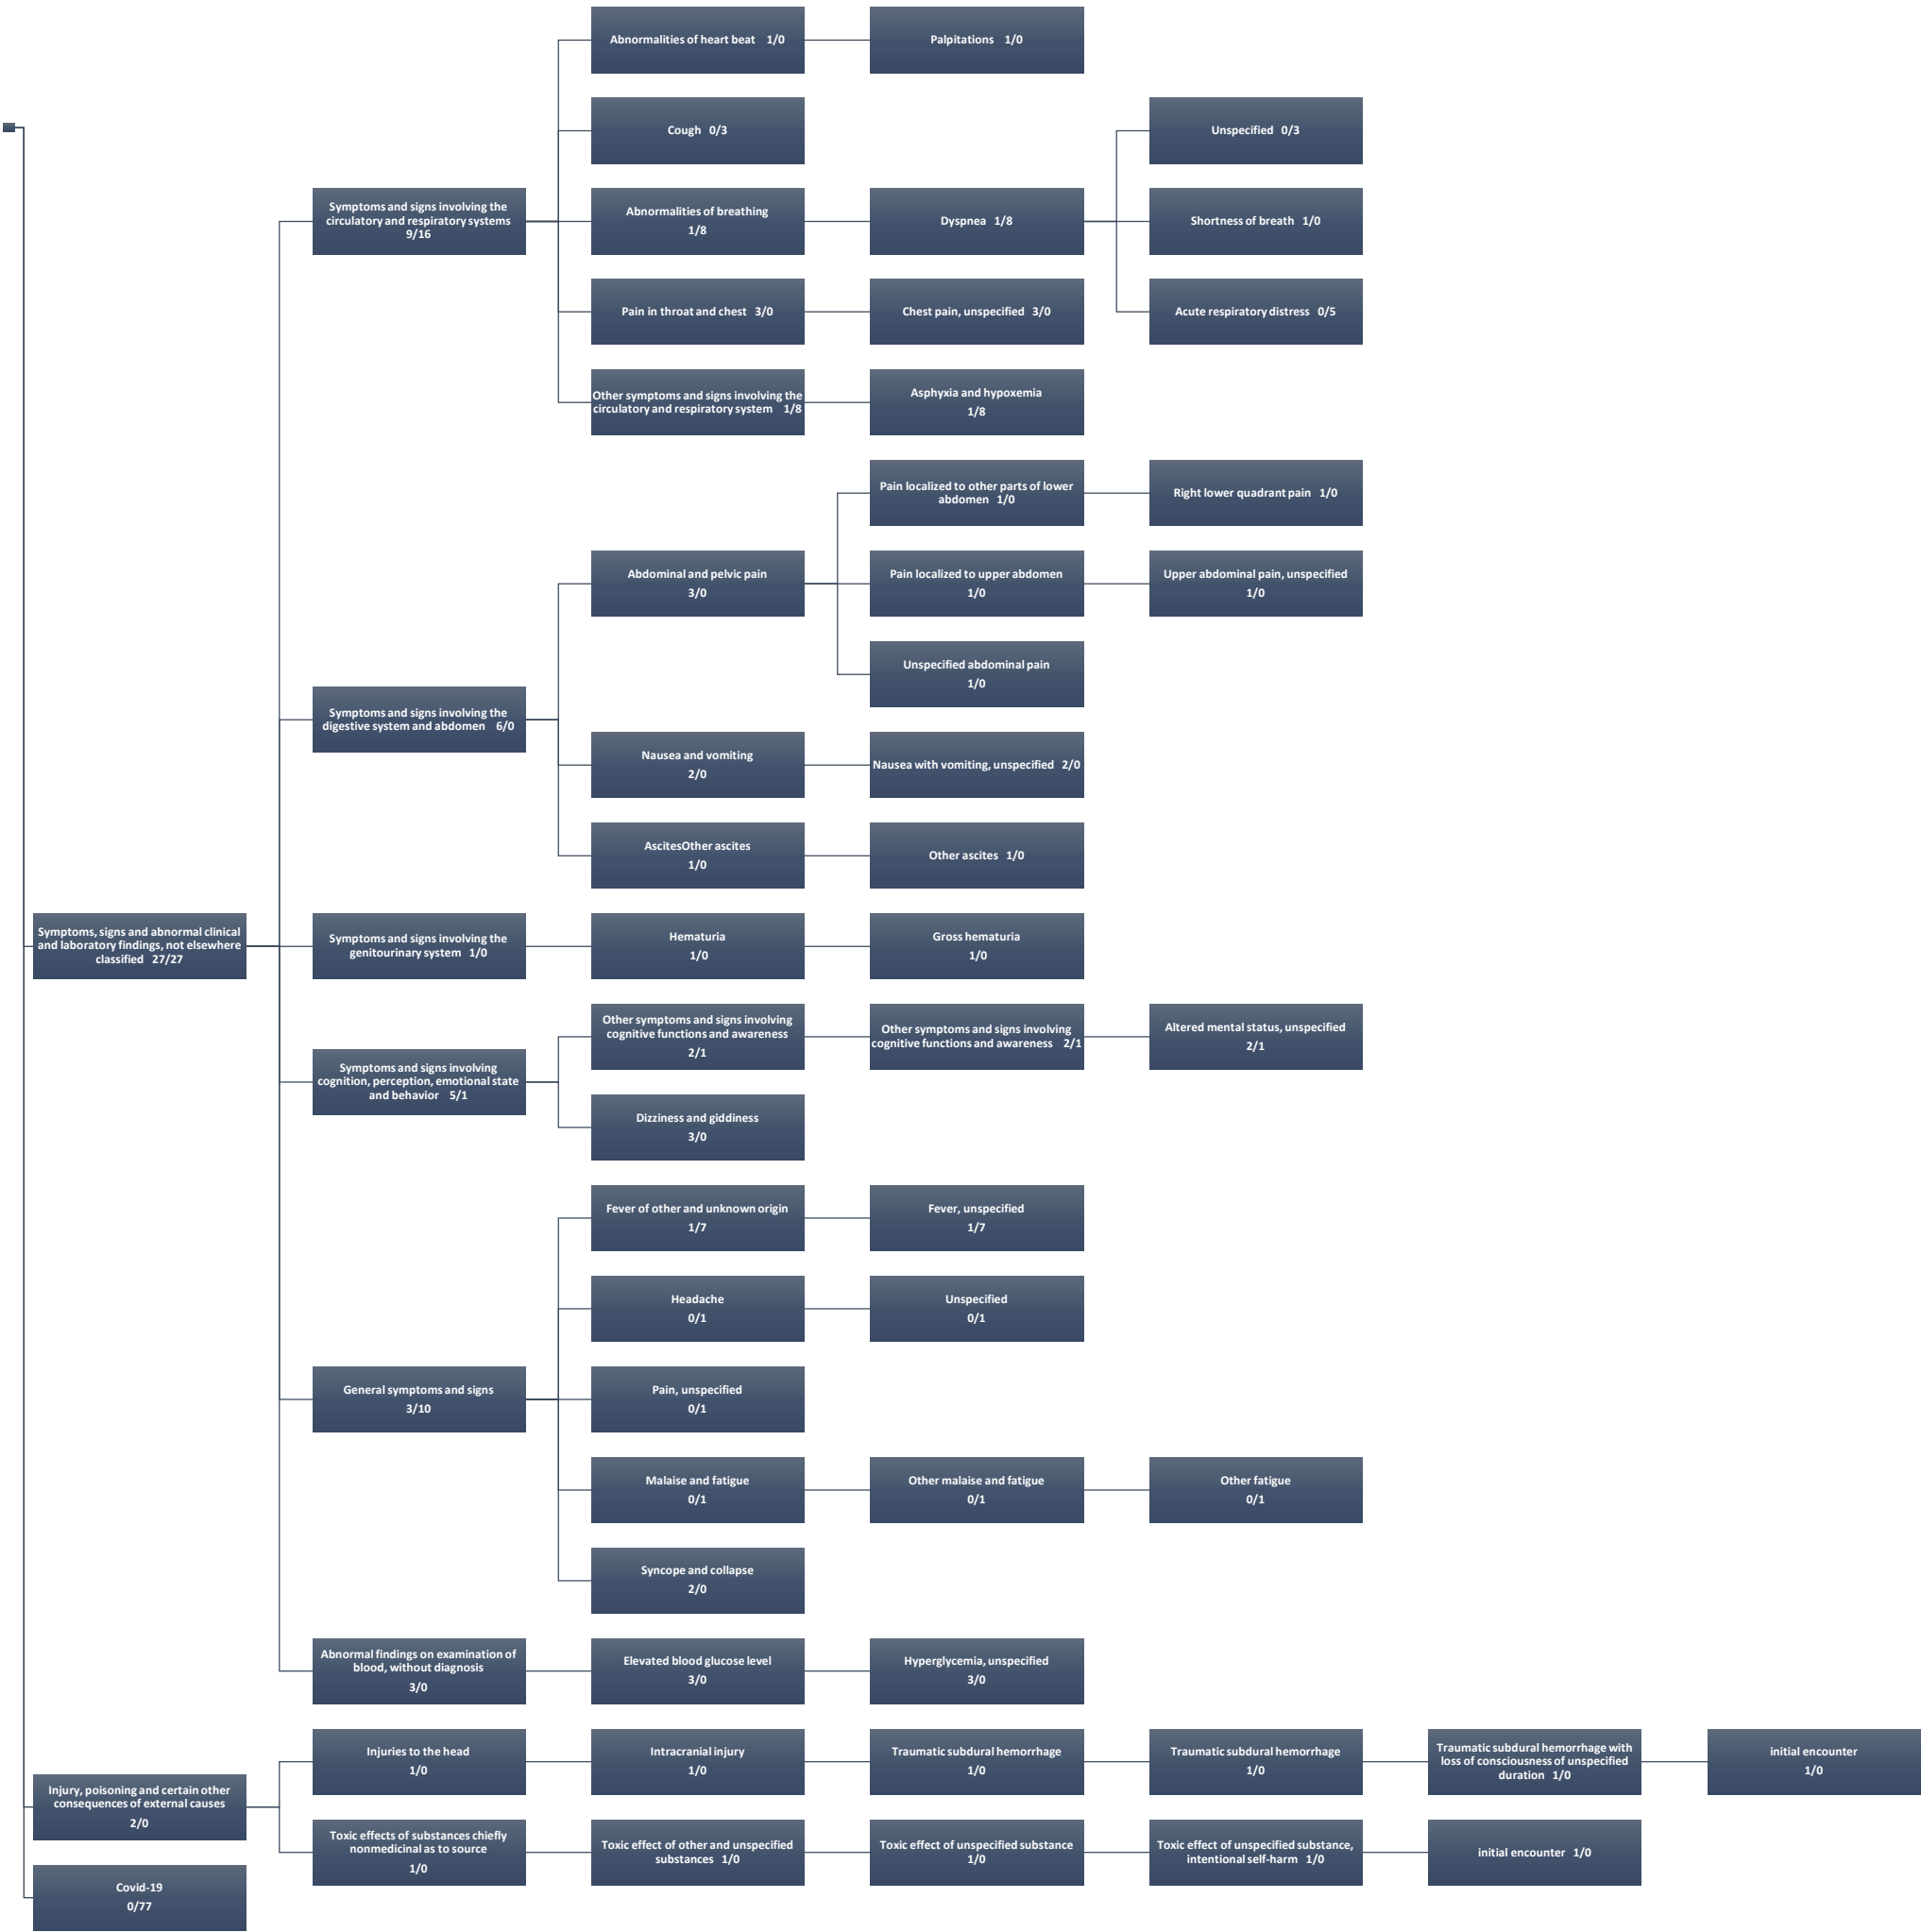 Abnormalities of heart beat 1/0
Palpitations 1/0
Cough 0/3
Unspecified 0/3
Symptoms and signs involving the
circulatory and respiratory systems
9/16
Abnormalities of breathing
1/8
Dyspnea 1/8
Shortness of breath 1/0
Pain in throat and chest 3/0
Chest pain, unspecified 3/0
Acute respiratory distress 0/5
Other symptoms and signs involving the
circulatory and respiratory system 1/8
Asphyxia and hypoxemia
1/8
Pain localized to other parts of lower
abdomen 1/0
Right lower quadrant pain 1/0
Abdominal and pelvic pain
3/0
Pain localized to upper abdomen
1/0
Upper abdominal pain, unspecified
1/0
Unspecified abdominal pain
1/0
Symptoms and signs involving the
digestive system and abdomen 6/0
Nausea and vomiting
2/0
Nausea with vomiting, unspecified 2/0
AscitesOther ascites
1/0
Other ascites 1/0
Symptoms, signs and abnormal clinical
and laboratory findings, not elsewhere
classified 27/27
Symptoms and signs involving the
genitourinary system 1/0
Hematuria
1/0
Gross hematuria
1/0
Other symptoms and signs involving
cognitive functions and awareness
2/1
Other symptoms and signs involving
cognitive functions and awareness 2/1
Altered mental status, unspecified
2/1
Symptoms and signs involving
cognition, perception, emotional state
and behavior 5/1
Dizziness and giddiness
3/0
Fever of other and unknown origin
1/7
Fever, unspecified
1/7
Headache
0/1
Unspecified
0/1
General symptoms and signs
3/10
Pain, unspecified
0/1
Malaise and fatigue
0/1
Other malaise and fatigue
0/1
Other fatigue
0/1
Syncope and collapse
2/0
Abnormal findings on examination of
blood, without diagnosis
3/0
Elevated blood glucose level
3/0
Hyperglycemia, unspecified
3/0
Injuries to the head
1/0
Intracranial injury
1/0
Traumatic subdural hemorrhage
1/0
Traumatic subdural hemorrhage
1/0
Traumatic subdural hemorrhage with
loss of consciousness of unspecified
duration 1/0
initial encounter
1/0
Injury, poisoning and certain other
consequences of external causes
2/0
Toxic effects of substances chiefly
nonmedicinal as to source
1/0
Toxic effect of other and unspecified
substances 1/0
Toxic effect of unspecified substance
1/0
Toxic effect of unspecified substance,
intentional self-harm 1/0
initial encounter 1/0
Covid-19
0/77